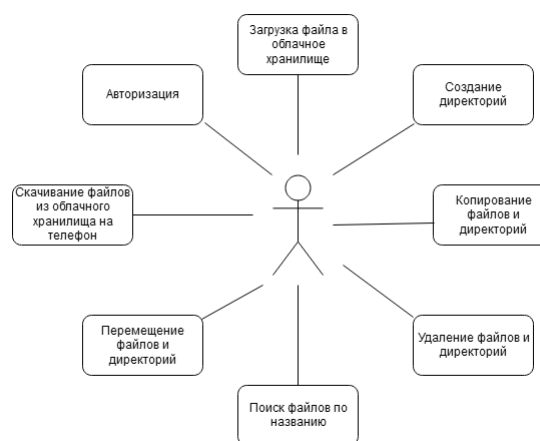 Загрузка файла в
облачное
хранилище
Авторизация
Создание
директорий
Скачивание файлов
из облачного
хранилища на
телефон
Копирование
файлов и
директорий
Перемещение
файлов и
директорий
Удаление файлов и
директорий
Поиск файлов по
названию